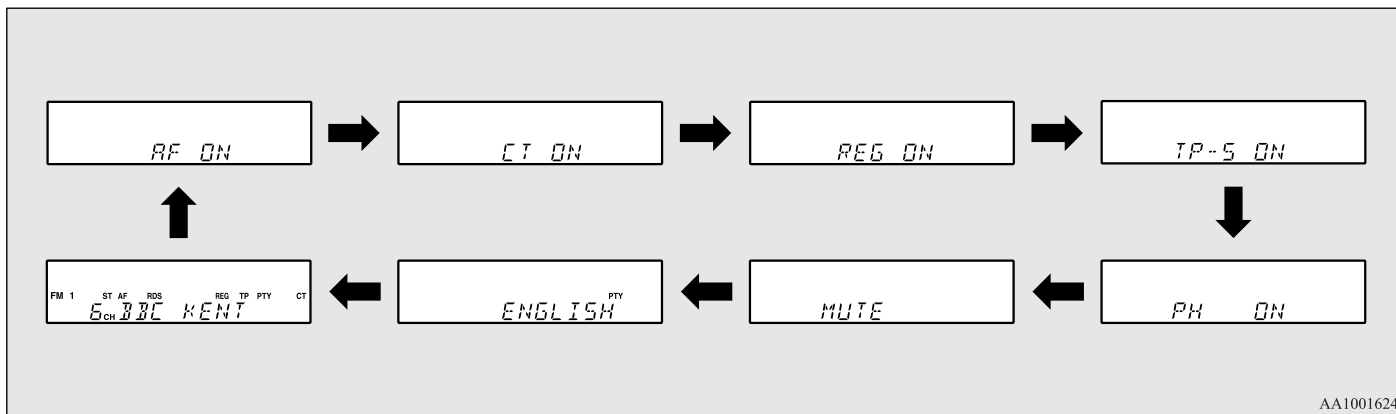 AF ON
CT ON
REG ON
TP-S ON
FM 1 ST AF RDS REG TP PTY CT
6CH BBC KENT
PTY
ENGLISH
MUTE
PH ON
AA1001624